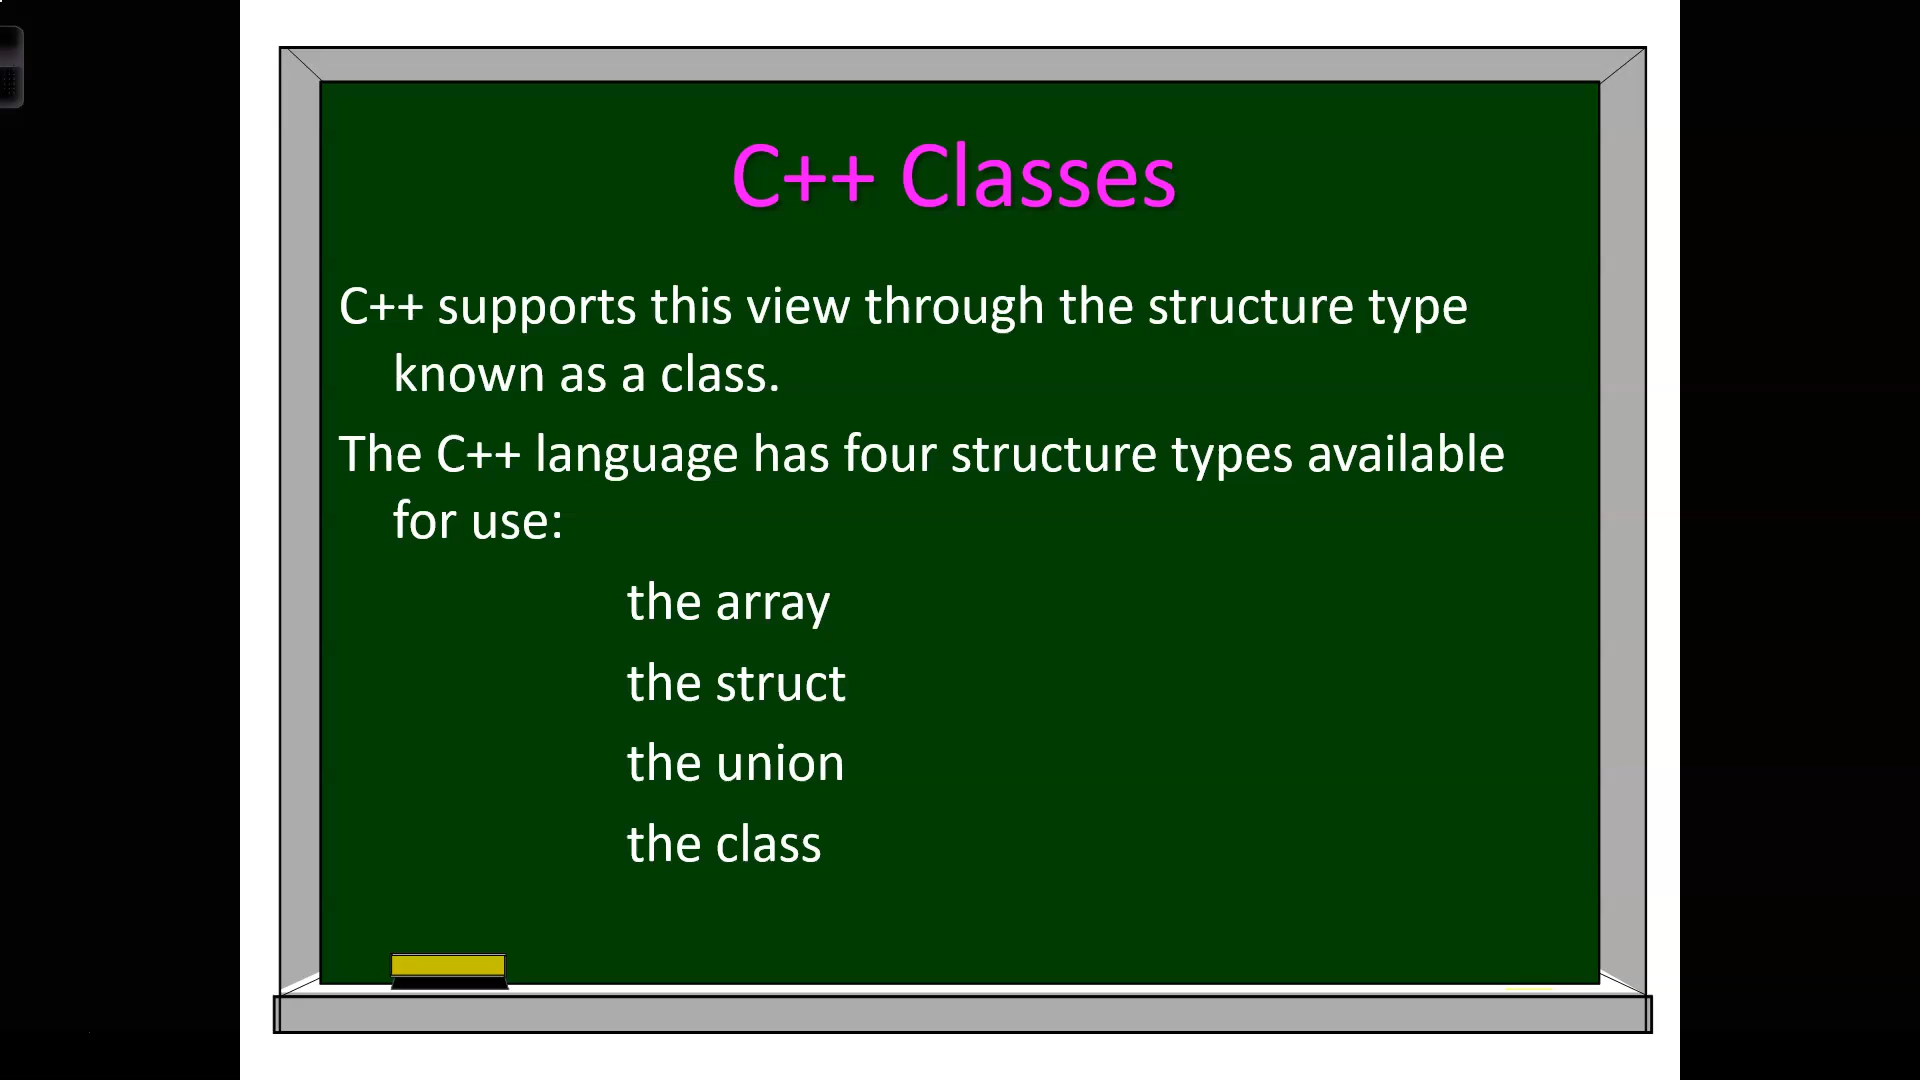 C++ Classes
C++ supports this view through the structure type
known as a class.
The C++ language has four structure types available
for use:
the array
the struct
the union
the class